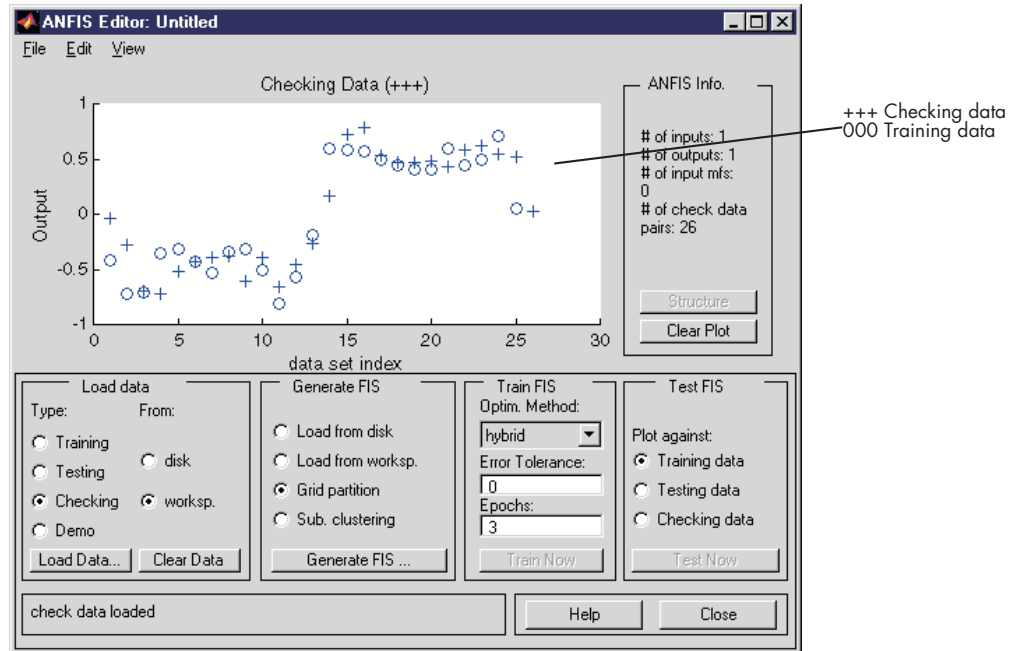 ANFIS Editor: Untitled
File Edit View
Checking Data (+++)
1
0.5
0
-0.5
-1
Output
0 5 10 15 20 25 30
data set index
ANFIS Info.
# of inputs: 1
# of outputs: 1
# of input mfs:
0
# of check data
pairs: 26
Structure
Clear Plot
+++ Checking data
000 Training data
Load data
Type: From:
Training
Testing
Checking
Demo
disk
worksp.
Load Data... Clear Data
Generate FIS
Load from disk
Load from worksp.
Grid partition
Sub. clustering
Generate FIS ...
Train FIS
Optim. Method:
hybrid
Error Tolerance:
0
Epochs:
3
Train Now
Test FIS
Plot against:
Training data
Testing data
Checking data
Test Now
check data loaded
Help Close